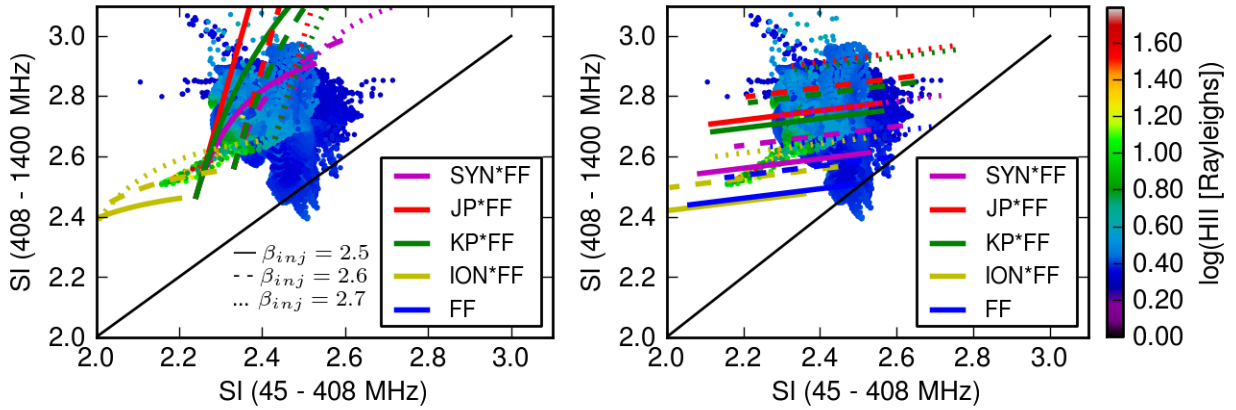 3.0
2.8
2.6
2.4
2.2
2.0
SI (408 - 1400 MHz)
2.0 2.2 2.4 2.6 2.8 3.0
SI (45 - 408 MHz)
β_inj = 2.5
β_inj = 2.6
β_inj = 2.7
SYN*FF
JP*FF
KP*FF
ION*FF
FF
3.0
2.8
2.6
2.4
2.2
2.0
SI (408 - 1400 MHz)
2.0 2.2 2.4 2.6 2.8 3.0
SI (45 - 408 MHz)
SYN*FF
JP*FF
KP*FF
ION*FF
FF
1.60
1.40
1.20
1.00
0.80
0.60
0.40
0.20
0.00
log(HII [Rayleighs])